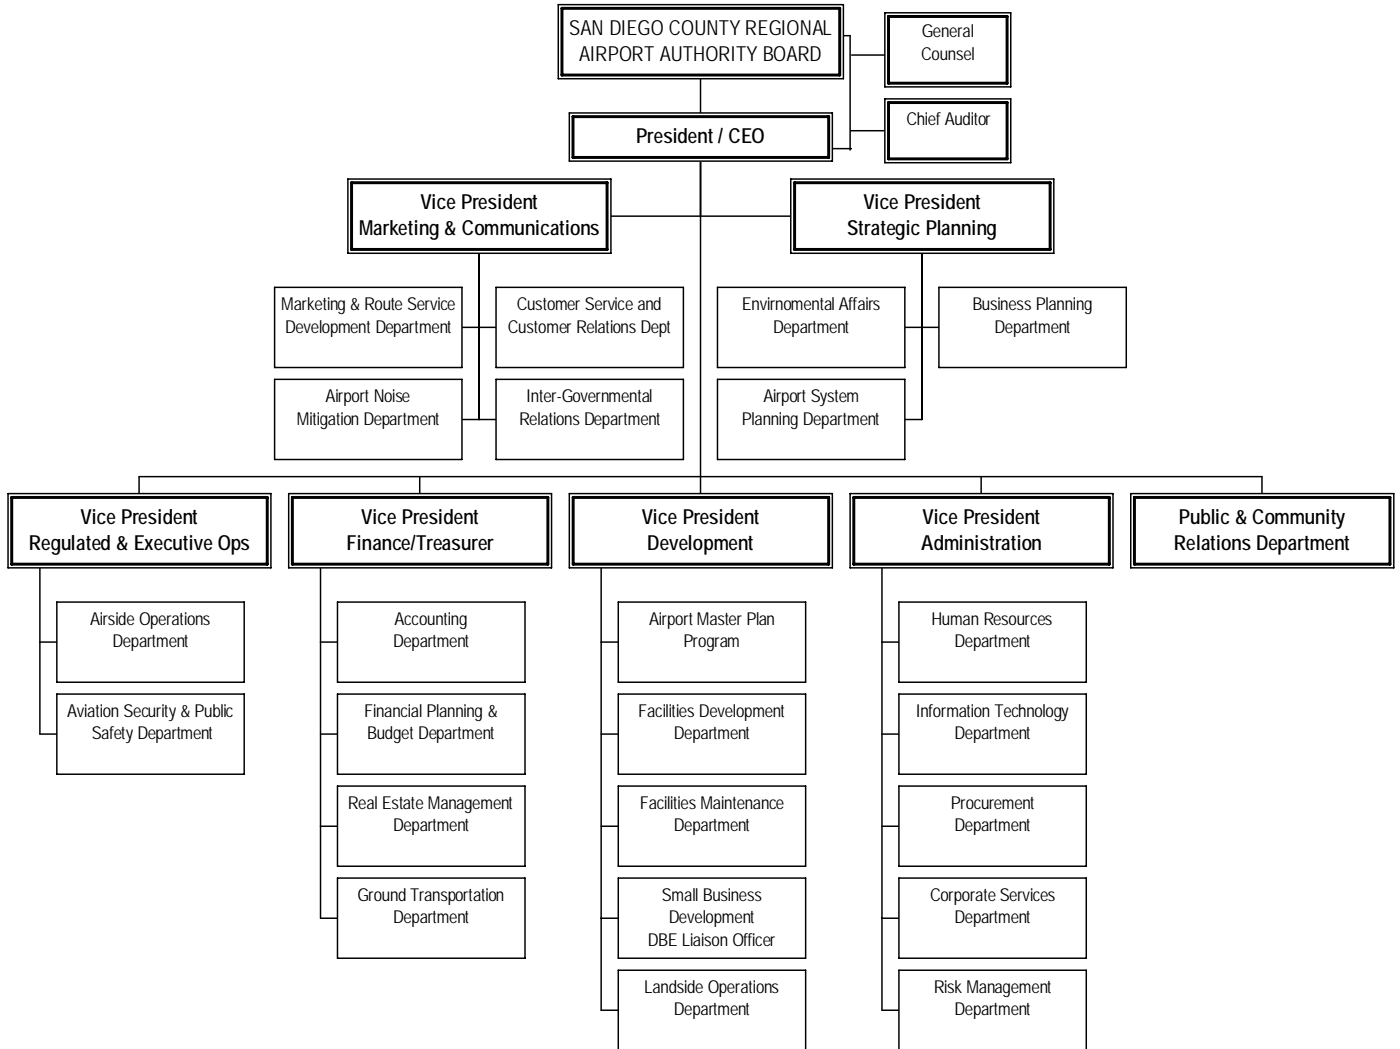 SAN DIEGO COUNTY REGIONAL
AIRPORT AUTHORITY BOARD
General
Counsel
Chief Auditor
President / CEO
Vice President
Marketing & Communications
Vice President
Strategic Planning
Marketing & Route Service
Development Department
Customer Service and
Customer Relations Dept
Envirnomental Affairs
Department
Business Planning
Department
Airport Noise
Mitigation Department
Inter-Governmental
Relations Department
Airport System
Planning Department
Vice President
Regulated & Executive Ops
Vice President
Finance/Treasurer
Vice President
Development
Vice President
Administration
Public & Community
Relations Department
Airside Operations
Department
Accounting
Department
Airport Master Plan
Program
Human Resources
Department
Aviation Security & Public
Safety Department
Financial Planning &
Budget Department
Facilities Development
Department
Information Technology
Department
Real Estate Management
Department
Facilities Maintenance
Department
Procurement
Department
Ground Transportation
Department
Small Business
Development
DBE Liaison Officer
Corporate Services
Department
Landside Operations
Department
Risk Management
Department